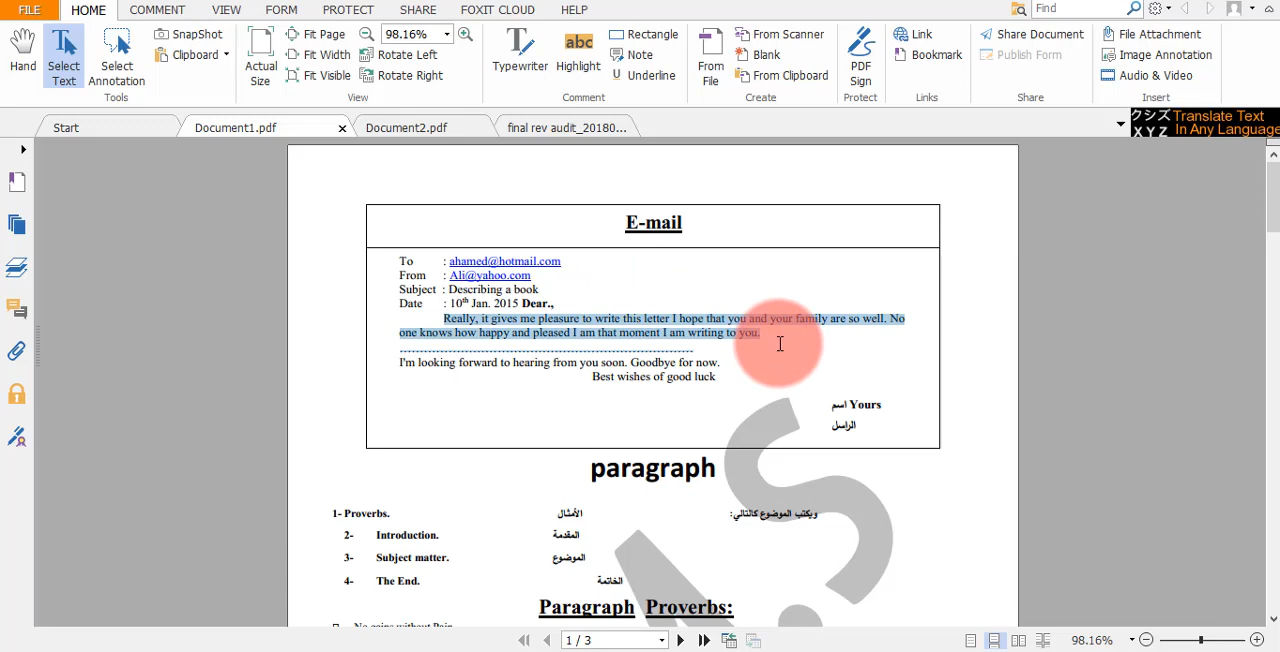 FILE HOME COMMENT VIEW FORM PROTECT SHARE FOXIT CLOUD HELP Find
Hand
Select Text
Select Annotation
SnapShot
Clipboard
Tools
Actual Size
Fit Page
Fit Width
Fit Visible
98.16%
Rotate Left
Rotate Right
View
Typewriter
Highlight
Rectangle
Note
Underline
Comment
From File
From Scanner
Blank
From Clipboard
Create
PDF Sign
Protect
Link
Bookmark
Links
Share Document
Publish Form
Share
File Attachment
Image Annotation
Audio & Video
Insert
Start Document1.pdf Document2.pdf final rev audit_20180...
クシズ Translate Text
XYZ In Any Language
E-mail
To : ahamed@hotmail.com
From : Ali@yahoo.com
Subject : Describing a book
Date : 10th Jan. 2015 Dear.,
Really, it gives me pleasure to write this letter I hope that you and your family are so well. No
one knows how happy and pleased I am that moment I am writing to you.
I'm looking forward to hearing from you soon. Goodbye for now.
Best wishes of good luck
Yours اسم
الراسل
paragraph
1- Proverbs. الأمثال ويكتب الموضوع كالتالي:
2- Introduction. المقدمة
3- Subject matter. الموضوع
4- The End. الخاتمة
Paragraph Proverbs:
No gains without Pain
1 / 3
98.16%